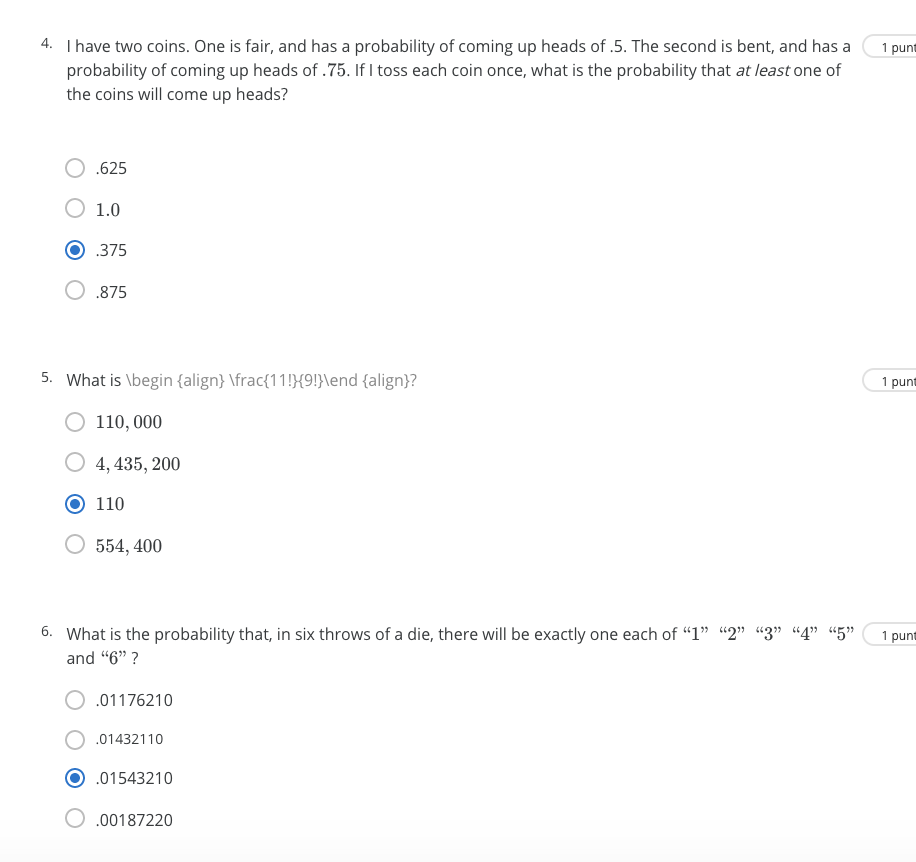 4. I have two coins. One is fair, and has a probability of coming up heads of .5. The second is bent, and has a 1 punt
probability of coming up heads of .75. If I toss each coin once, what is the probability that at least one of
the coins will come up heads?
.625
1.0
.375
.875
5. What is \begin {align} \frac{11!}{9!}\end {align}? 1 punt
110, 000
4, 435, 200
110
554, 400
6. What is the probability that, in six throws of a die, there will be exactly one each of “1” “2” “3” “4” “5” 1 punt
and “6” ?
.01176210
.01432110
.01543210
.00187220